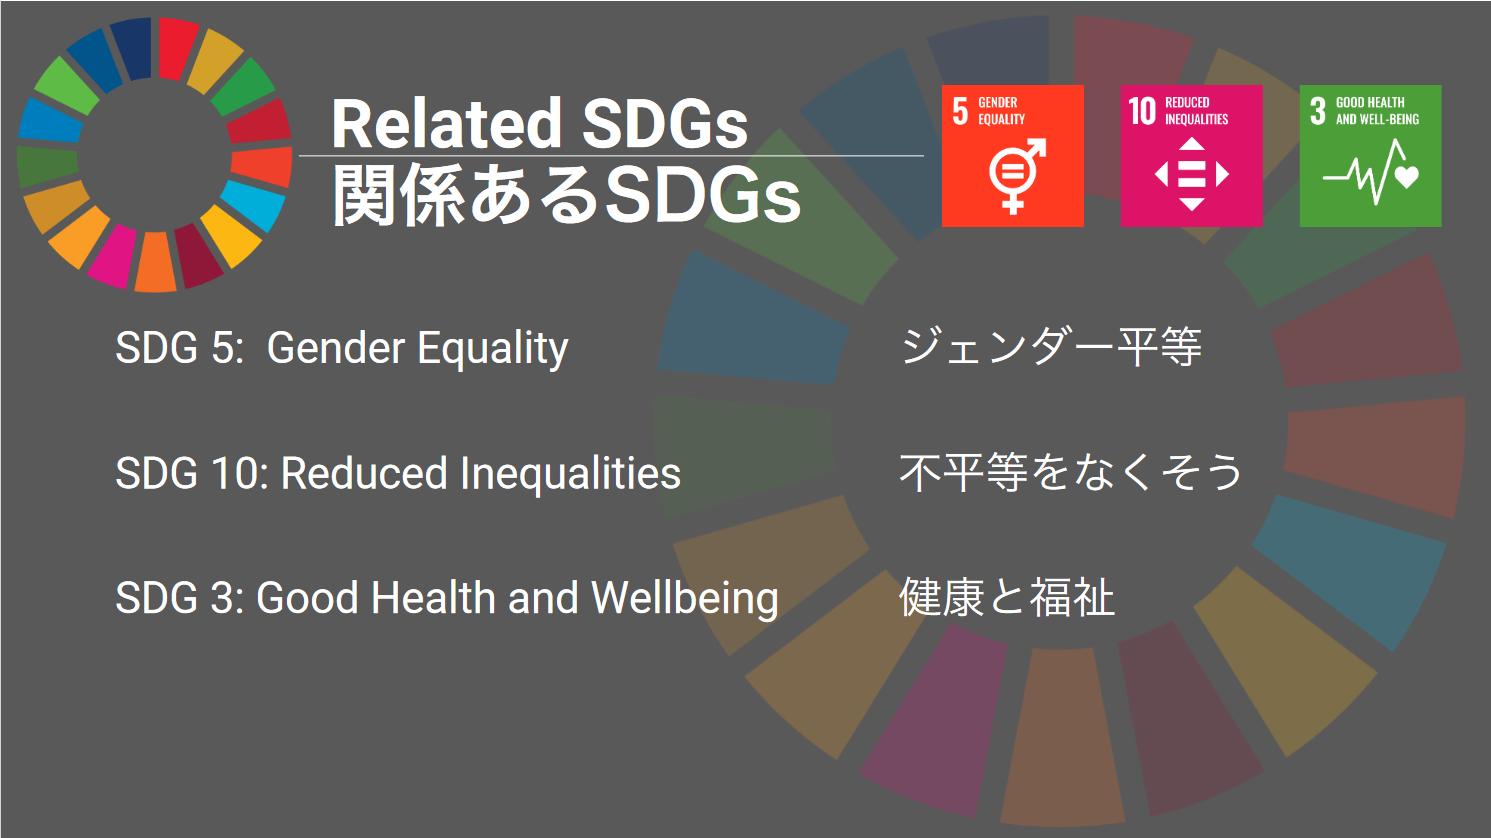 Related SDGs
関係あるSDGs
5 GENDER
EQUALITY
10 REDUCED
INEQUALITIES
3 GOOD HEALTH
AND WELL-BEING
SDG 5:  Gender Equality
ジェンダー平等
SDG 10: Reduced Inequalities
不平等をなくそう
SDG 3: Good Health and Wellbeing
健康と福祉